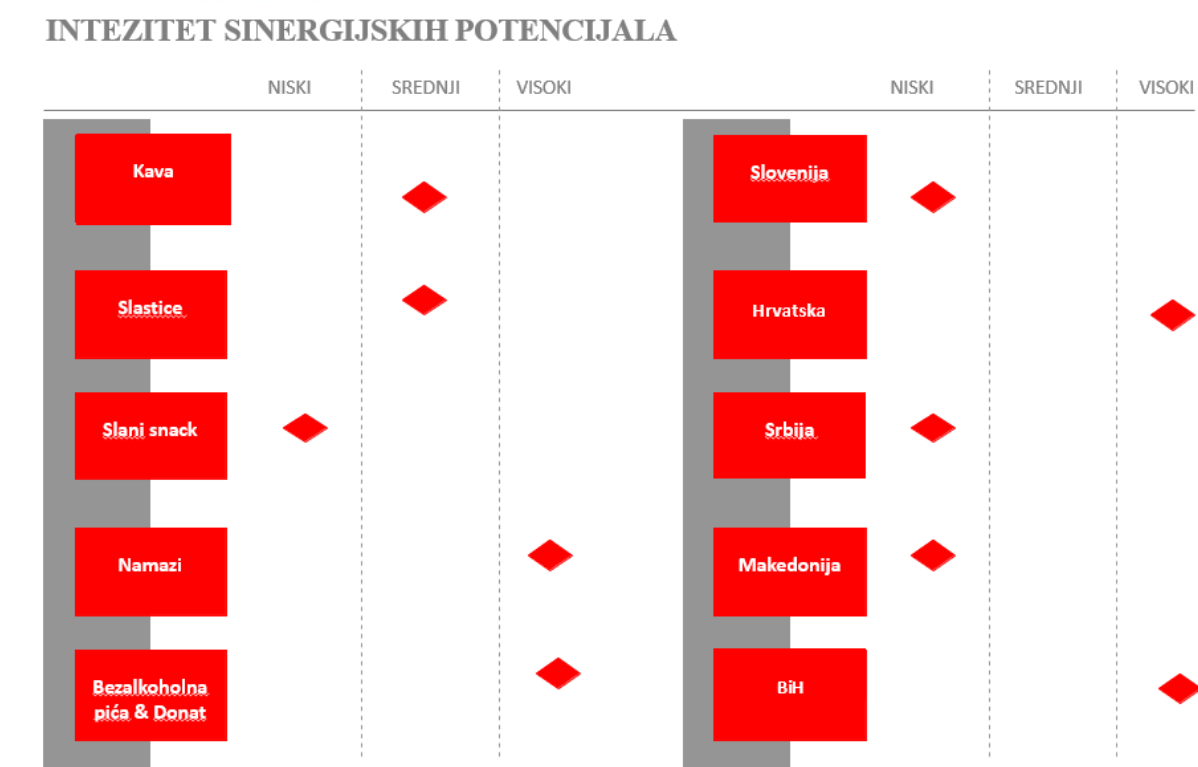 INTEZITET SINERGIJSKIH POTENCIJALA
NISKI SREDNJI VISOKI
Kava
Slastice
Slani snack
Namazi
Bezalkoholna
pića & Donat
NISKI SREDNJI VISOKI
Slovenija
Hrvatska
Srbija
Makedonija
BiH